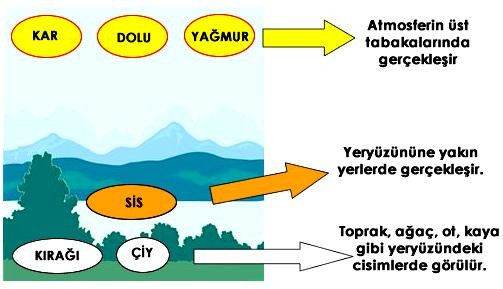 KAR
DOLU
YAĞMUR
Atmosferin üst
tabakalarında
gerçekleşir
Yeryüzününe yakın
yerlerde gerçekleşir.
SİS
Toprak, ağaç, ot, kaya
gibi yeryüzündeki
cisimlerde görülür.
KIRAĞI
ÇİY